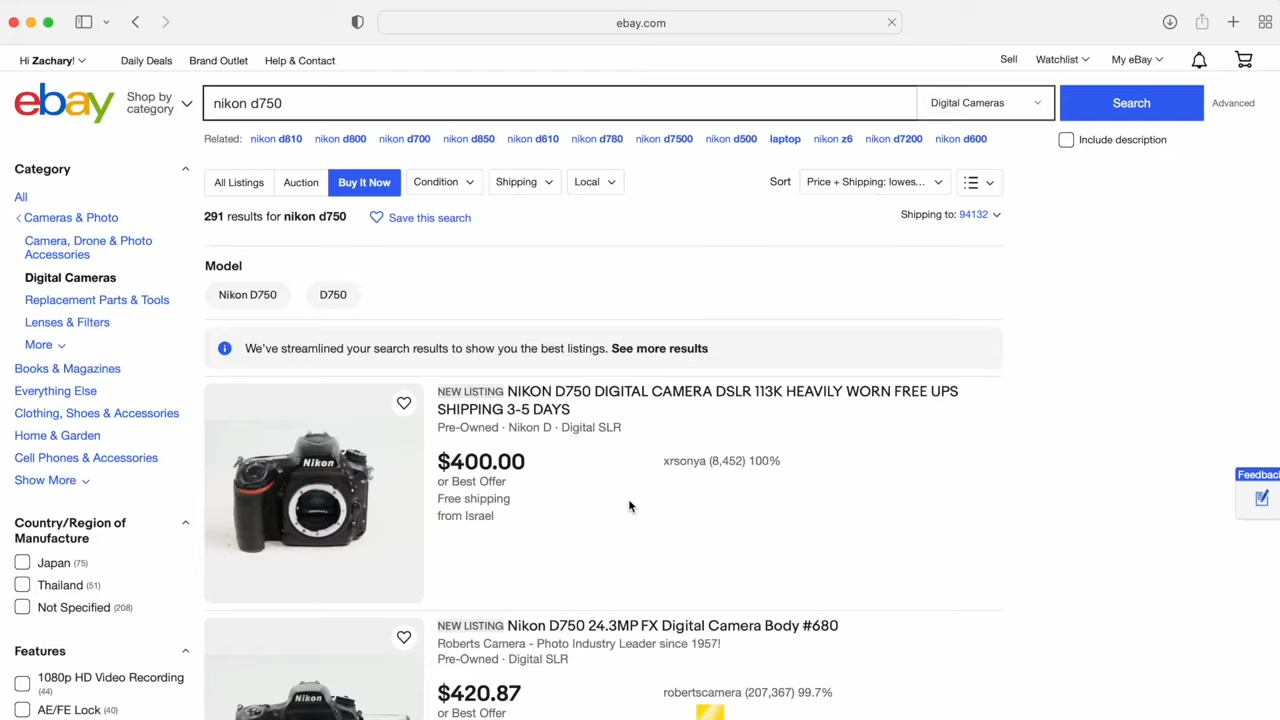 ebay.com
Hi Zachary!
Daily Deals
Brand Outlet
Help & Contact
Sell
Watchlist
My eBay
ebay
Shop by
category
nikon d750
Digital Cameras
Search
Advanced
Related: nikon d810 nikon d800 nikon d700 nikon d850 nikon d610 nikon d780 nikon d7500 nikon d500 laptop nikon z6 nikon d7200 nikon d600
Include description
Category
All
Cameras & Photo
Camera, Drone & Photo
Accessories
Digital Cameras
Replacement Parts & Tools
Lenses & Filters
More
Books & Magazines
Everything Else
Clothing, Shoes & Accessories
Home & Garden
Cell Phones & Accessories
Show More
Country/Region of
Manufacture
Japan (75)
Thailand (51)
Not Specified (208)
Features
1080p HD Video Recording
(44)
AE/FE Lock (40)
All Listings
Auction
Buy It Now
Condition
Shipping
Local
Sort
Price + Shipping: lowes...
291 results for nikon d750
Save this search
Shipping to: 94132
Model
Nikon D750
D750
We've streamlined your search results to show you the best listings. See more results
Nikon
NEW LISTING NIKON D750 DIGITAL CAMERA DSLR 113K HEAVILY WORN FREE UPS
SHIPPING 3-5 DAYS
Pre-Owned · Nikon D · Digital SLR
$400.00
xrsonya (8,452) 100%
or Best Offer
Free shipping
from Israel
Nikon
NEW LISTING Nikon D750 24.3MP FX Digital Camera Body #680
Roberts Camera - Photo Industry Leader since 1957!
Pre-Owned · Digital SLR
$420.87
robertscamera (207,367) 99.7%
or Best Offer
Feedback